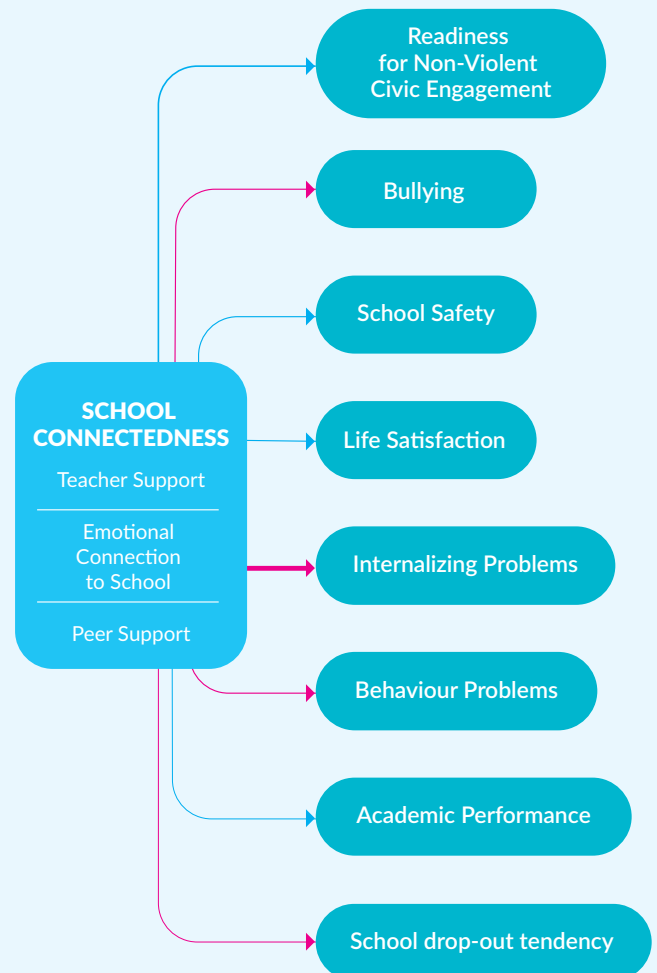 Readiness
for Non-Violent
Civic Engagement
Bullying
School Safety
SCHOOL
CONNECTEDNESS
Teacher Support
Emotional
Connection
to School
Peer Support
Life Satisfaction
Internalizing Problems
Behaviour Problems
Academic Performance
School drop-out tendency